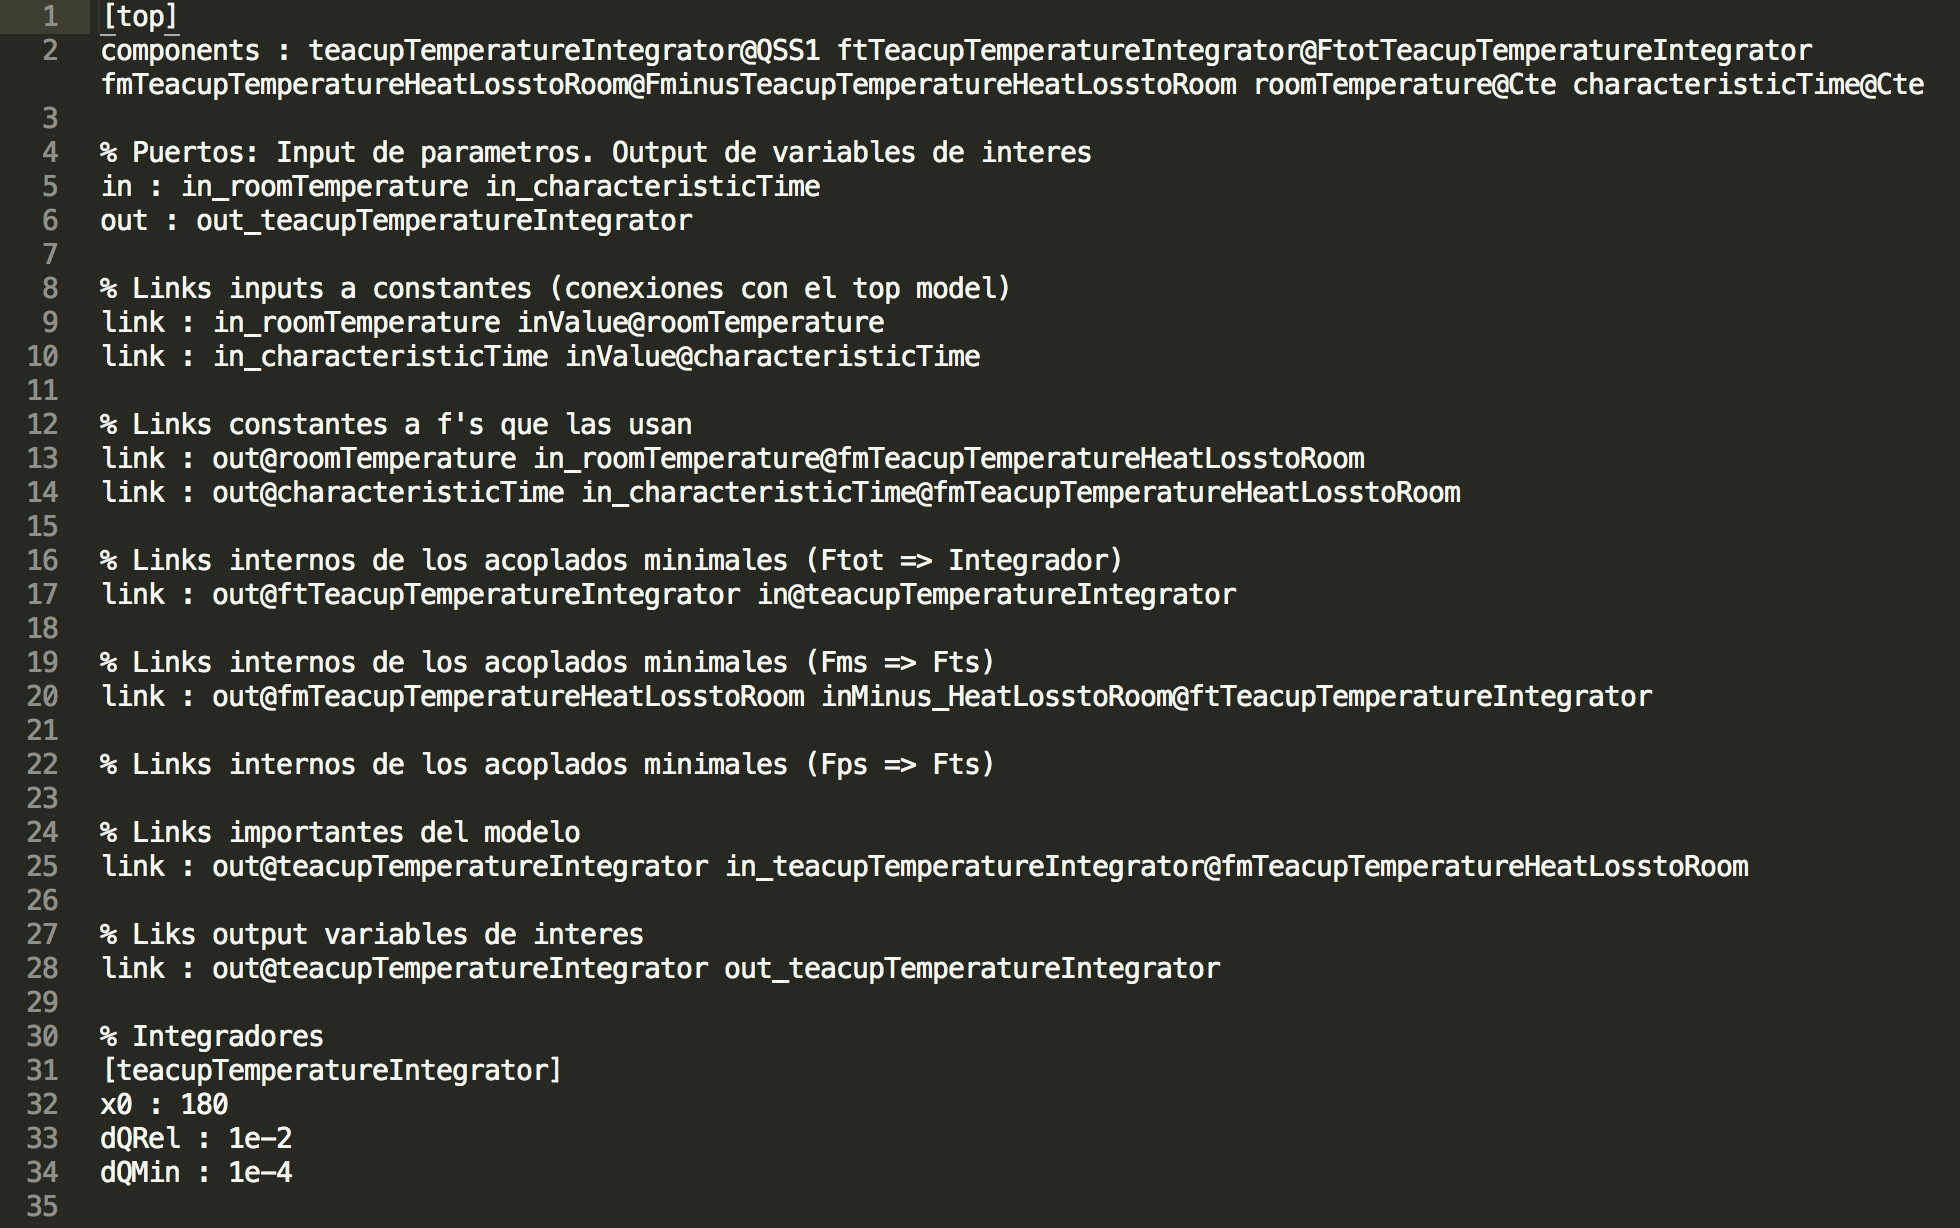 1 [top]
2 components : teacupTemperatureIntegrator@QSS1 ftTeacupTemperatureIntegrator@FtotTeacupTemperatureIntegrator
fmTeacupTemperatureHeatLosstoRoom@FminusTeacupTemperatureHeatLosstoRoom roomTemperature@Cte characteristicTime@Cte
3
4 % Puertos: Input de parametros. Output de variables de interes
5 in : in_roomTemperature in_characteristicTime
6 out : out_teacupTemperatureIntegrator
7
8 % Links inputs a constantes (conexiones con el top model)
9 link : in_roomTemperature inValue@roomTemperature
10 link : in_characteristicTime inValue@characteristicTime
11
12 % Links constantes a f's que las usan
13 link : out@roomTemperature in_roomTemperature@fmTeacupTemperatureHeatLosstoRoom
14 link : out@characteristicTime in_characteristicTime@fmTeacupTemperatureHeatLosstoRoom
15
16 % Links internos de los acoplados minimales (Ftot => Integrador)
17 link : out@ftTeacupTemperatureIntegrator in@teacupTemperatureIntegrator
18
19 % Links internos de los acoplados minimales (Fms => Fts)
20 link : out@fmTeacupTemperatureHeatLosstoRoom inMinus_HeatLosstoRoom@ftTeacupTemperatureIntegrator
21
22 % Links internos de los acoplados minimales (Fps => Fts)
23
24 % Links importantes del modelo
25 link : out@teacupTemperatureIntegrator in_teacupTemperatureIntegrator@fmTeacupTemperatureHeatLosstoRoom
26
27 % Liks output variables de interes
28 link : out@teacupTemperatureIntegrator out_teacupTemperatureIntegrator
29
30 % Integradores
31 [teacupTemperatureIntegrator]
32 x0 : 180
33 dQRel : 1e-2
34 dQMin : 1e-4
35